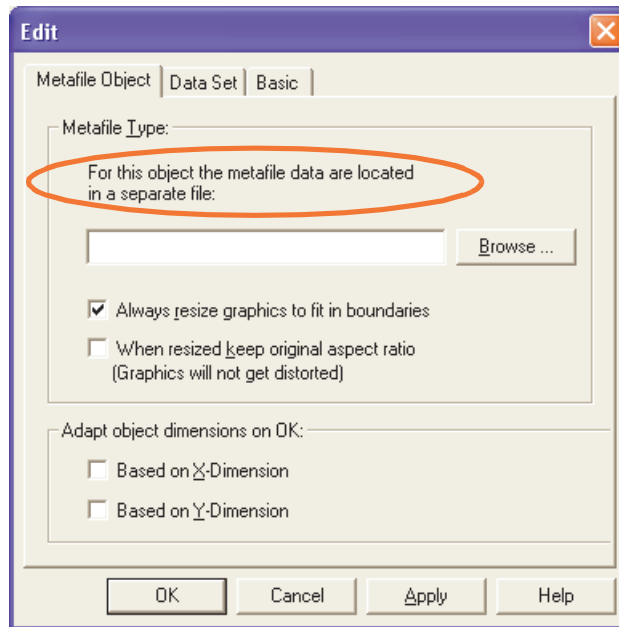 Edit
Metafile Object Data Set Basic
Metafile Type:
For this object the metafile data are located
in a separate file:
Browse ...
Always resize graphics to fit in boundaries
When resized keep original aspect ratio
(Graphics will not get distorted)
Adapt object dimensions on OK:
Based on X-Dimension
Based on Y-Dimension
OK Cancel Apply Help